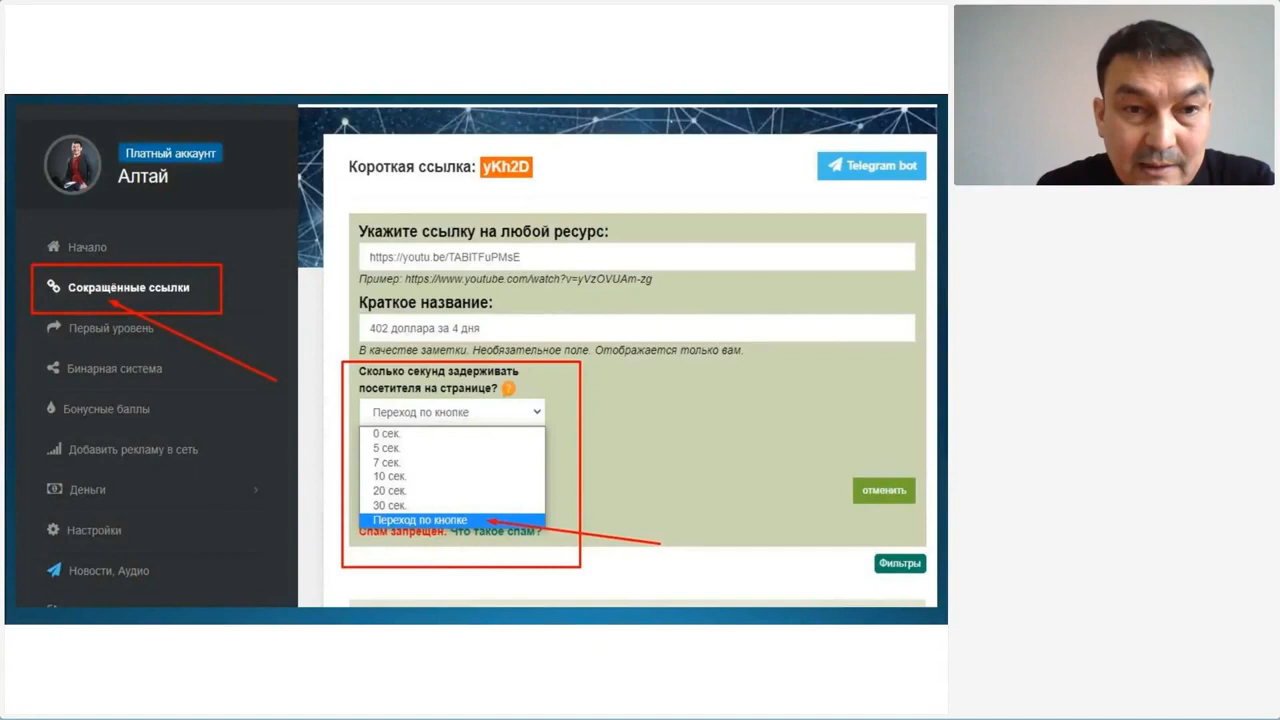 Платный аккаунт
Алтай
Начало
Сокращённые ссылки
Первый уровень
Бинарная система
Бонусные баллы
Добавить рекламу в сеть
Деньги
Настройки
Новости, Аудио
Короткая ссылка: yKh2D
Telegram bot
Укажите ссылку на любой ресурс:
https://youtu.be/TABITFuPMsE
Пример: https://www.youtube.com/watch?v=yVzOVUAm-zg
Краткое название:
402 доллара за 4 дня
В качестве заметки. Необязательное поле. Отображается только вам.
Сколько секунд задерживать
посетителя на странице? ?
Переход по кнопке
0 сек.
5 сек.
7 сек.
10 сек.
20 сек.
30 сек.
Переход по кнопке
Спам запрещен. Что такое спам?
отменить
Фильтры